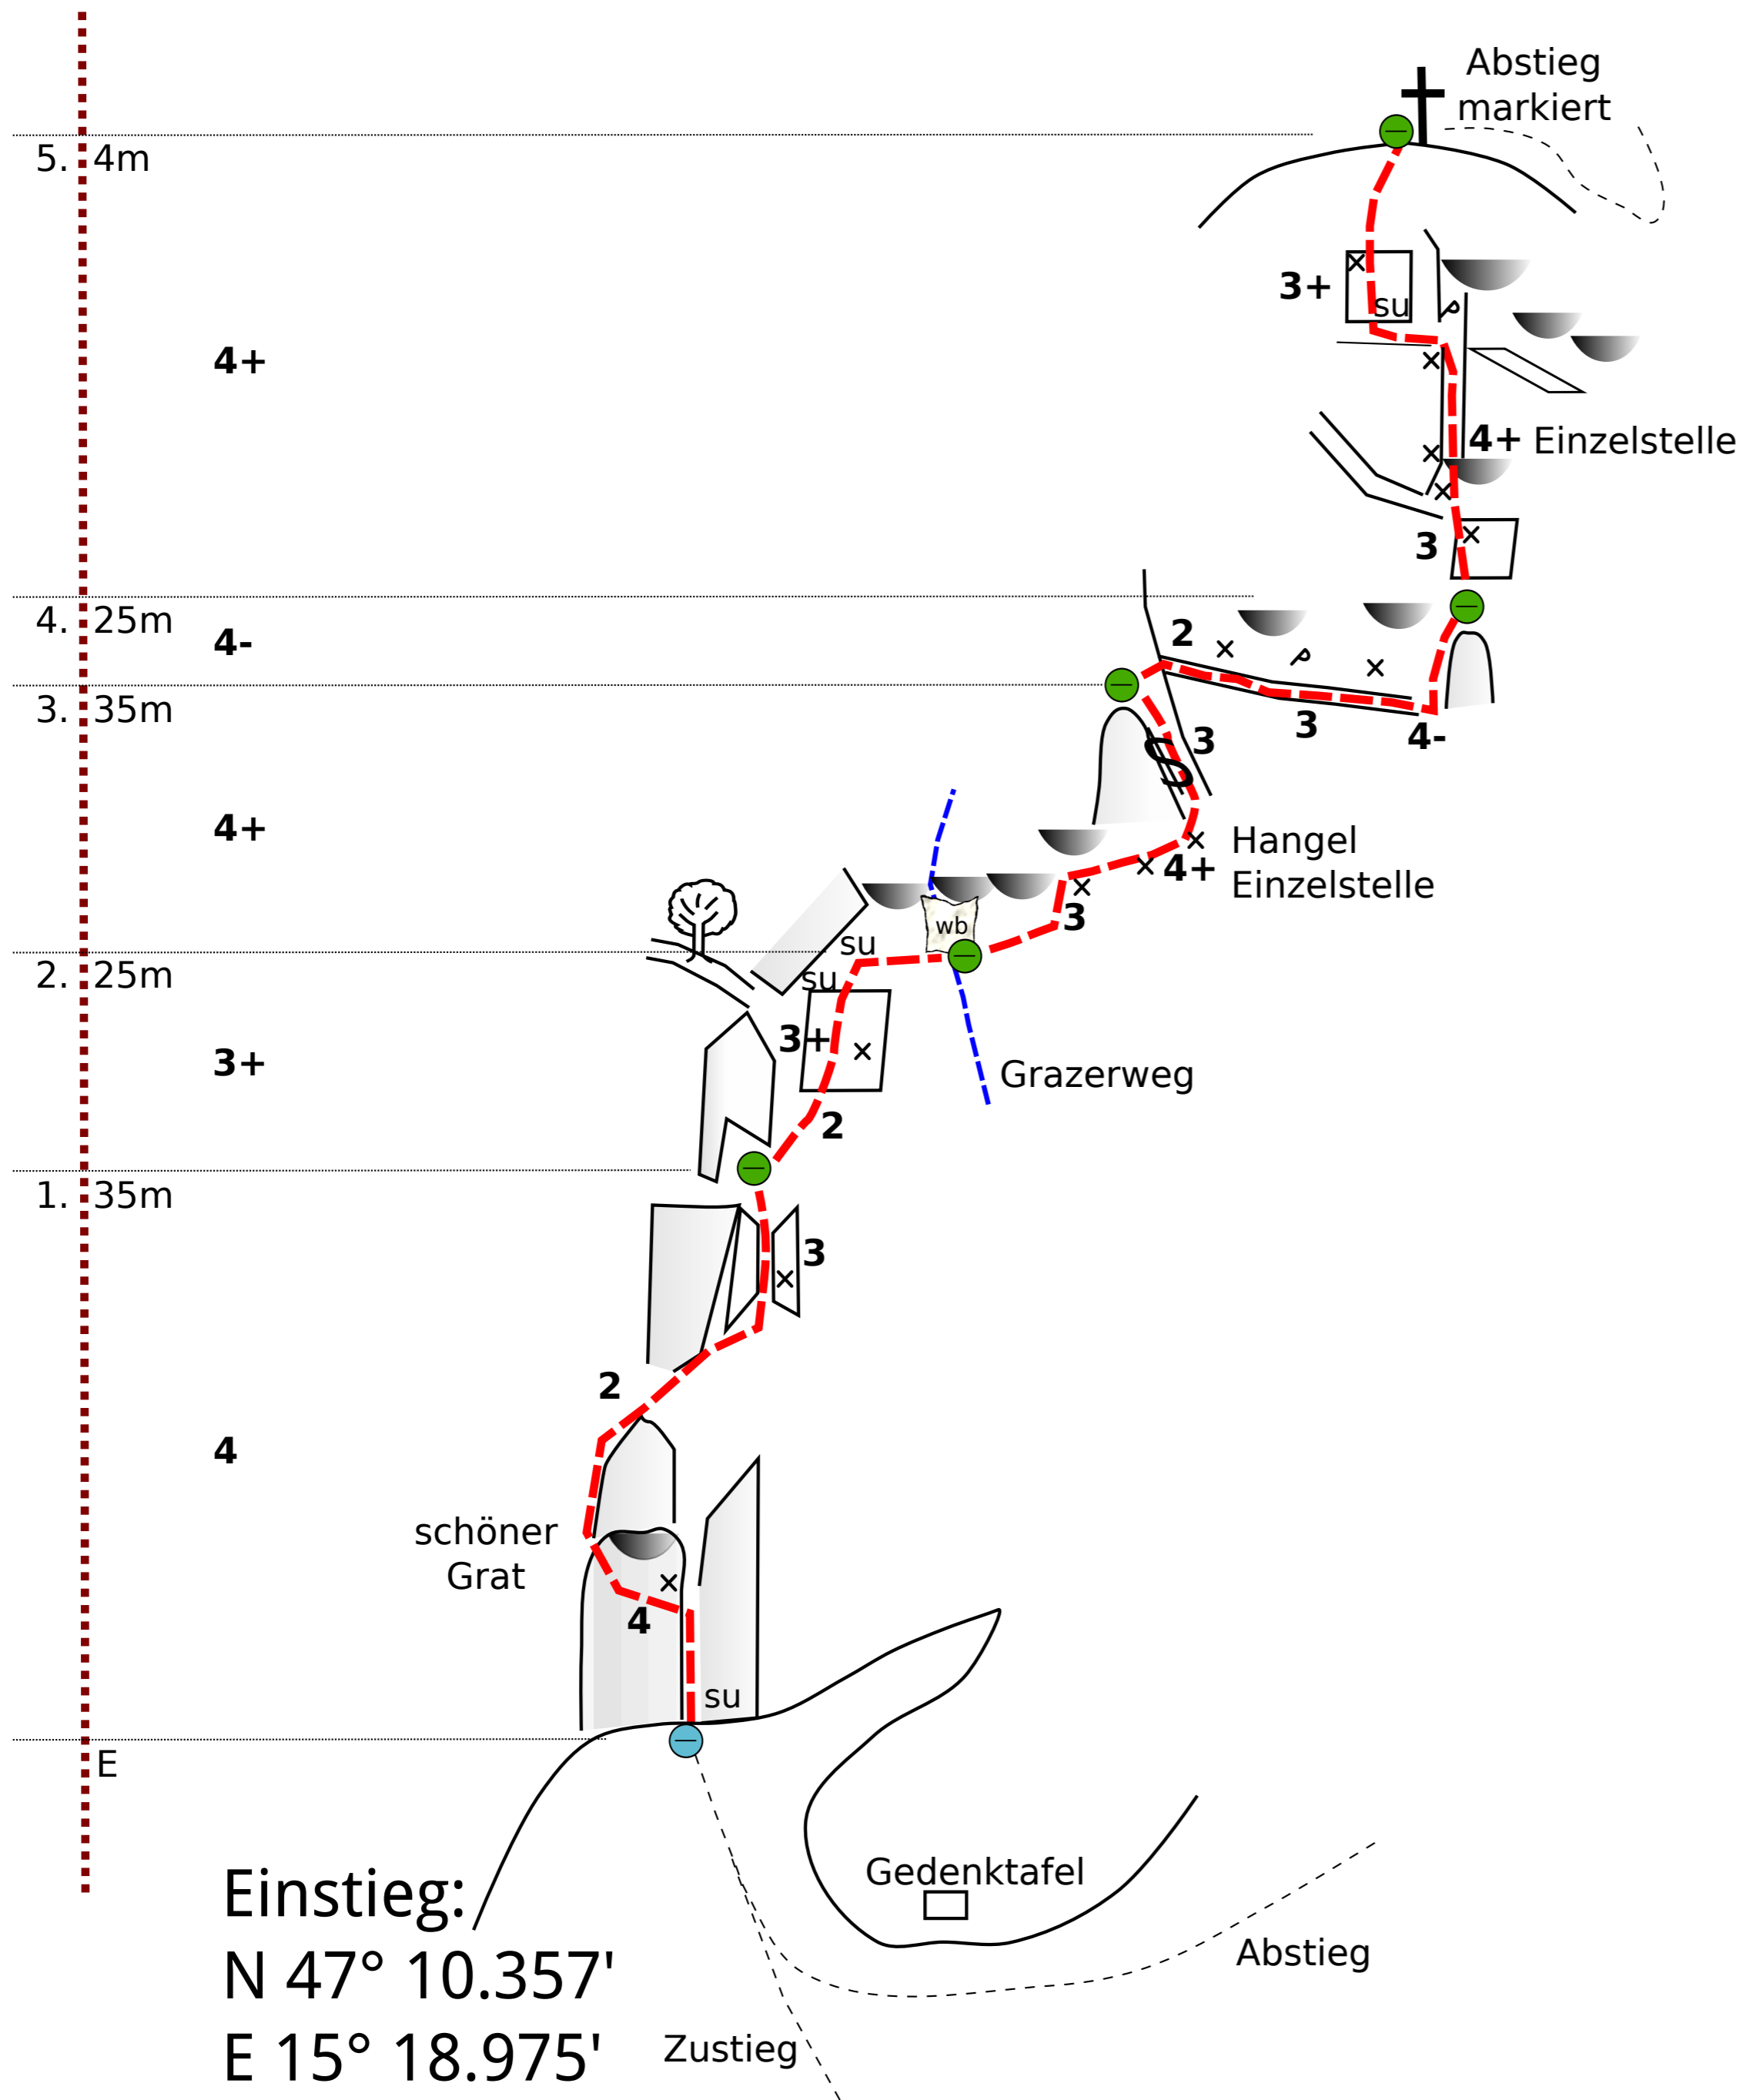 Abstieg
markiert
5. 4m
3+
su
4+
4+ Einzelstelle
3
4. 25m
4-
2
3. 35m
3
3
4-
4+
Hangel
4+
Einzelstelle
3
wb
su
2. 25m
su
3+
3+
Grazerweg
2
1. 35m
3
2
4
schöner
Grat
4
su
E
Gedenktafel
Einstieg:
N 47° 10.357'
E 15° 18.975'
Abstieg
Zustieg